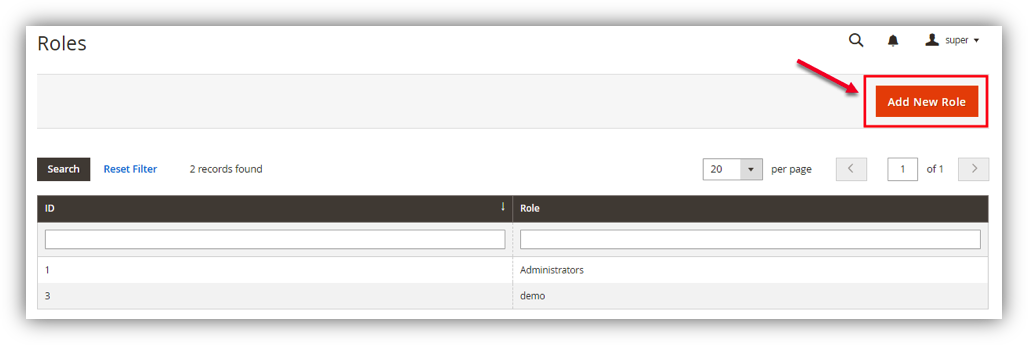 Roles
super
Add New Role
Search Reset Filter 2 records found 20 per page 1 of 1
ID Role
1 Administrators
3 demo